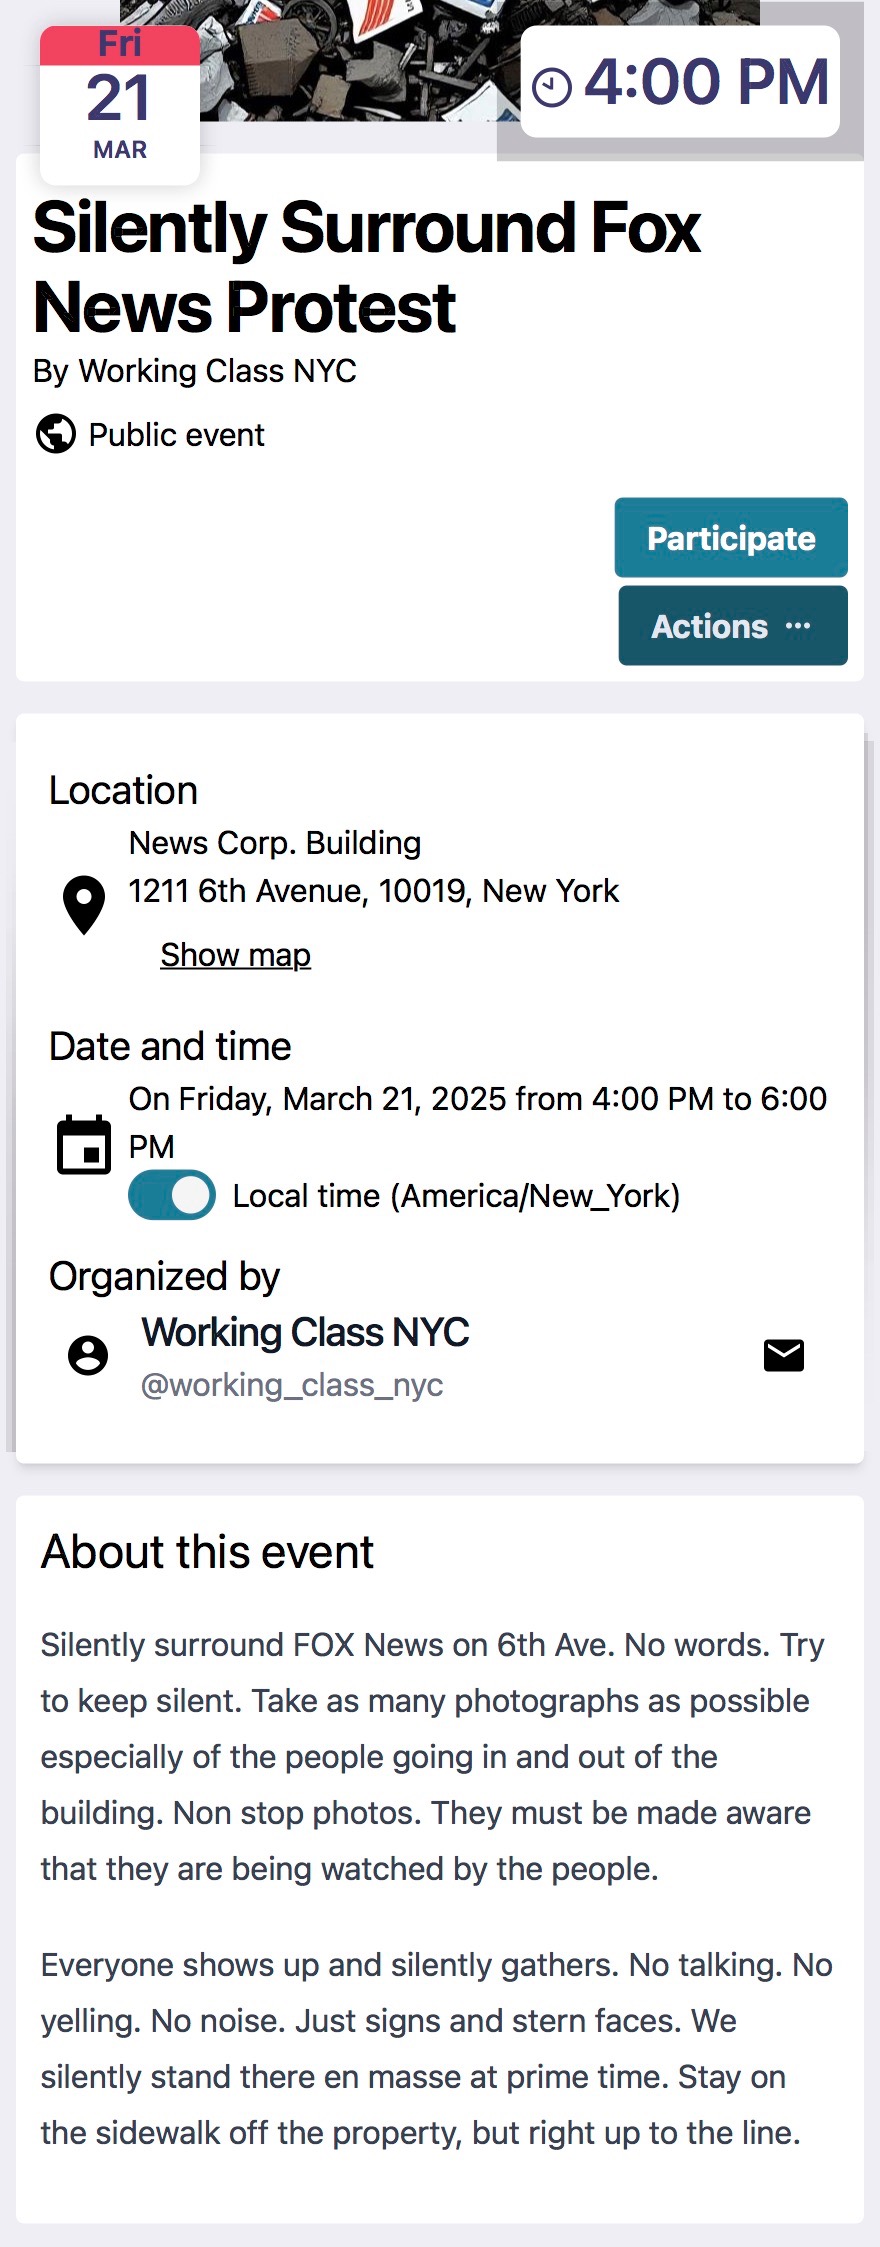 Fri
21
MAR
4:00 PM
Silently Surround Fox
News Protest
By Working Class NYC
Public event
Participate
Actions ···
Location
News Corp. Building
1211 6th Avenue, 10019, New York
Show map
Date and time
On Friday, March 21, 2025 from 4:00 PM to 6:00
PM
Local time (America/New_York)
Organized by
Working Class NYC
@working_class_nyc
About this event
Silently surround FOX News on 6th Ave. No words. Try
to keep silent. Take as many photographs as possible
especially of the people going in and out of the
building. Non stop photos. They must be made aware
that they are being watched by the people.
Everyone shows up and silently gathers. No talking. No
yelling. No noise. Just signs and stern faces. We
silently stand there en masse at prime time. Stay on
the sidewalk off the property, but right up to the line.